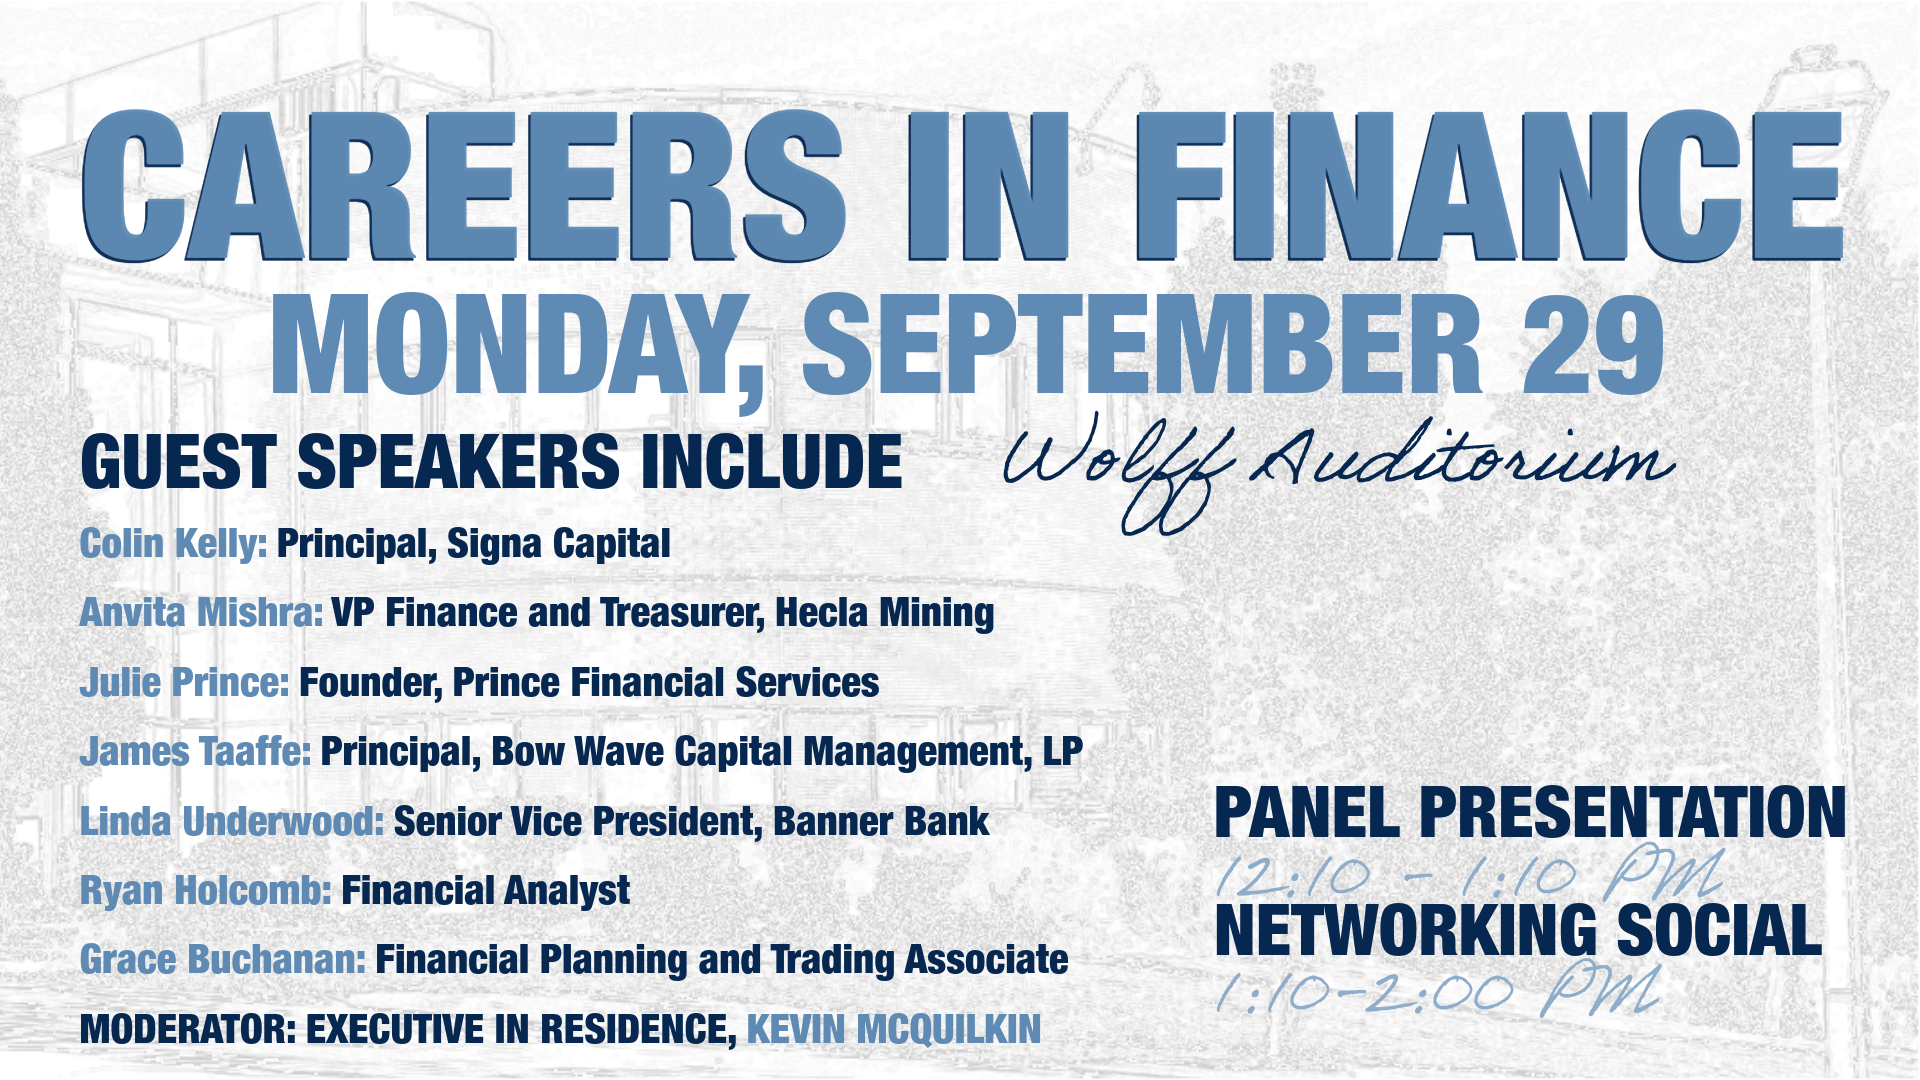 CAREERS IN FINANCE
MONDAY, SEPTEMBER 29
GUEST SPEAKERS INCLUDE
Wolff Auditorium
Colin Kelly: Principal, Signa Capital
Anvita Mishra: VP Finance and Treasurer, Hecla Mining
Julie Prince: Founder, Prince Financial Services
James Taaffe: Principal, Bow Wave Capital Management, LP
Linda Underwood: Senior Vice President, Banner Bank
Ryan Holcomb: Financial Analyst
Grace Buchanan: Financial Planning and Trading Associate
MODERATOR: EXECUTIVE IN RESIDENCE, KEVIN MCQUILKIN
PANEL PRESENTATION
12:10 - 1:10 PM
NETWORKING SOCIAL
1:10-2:00 PM